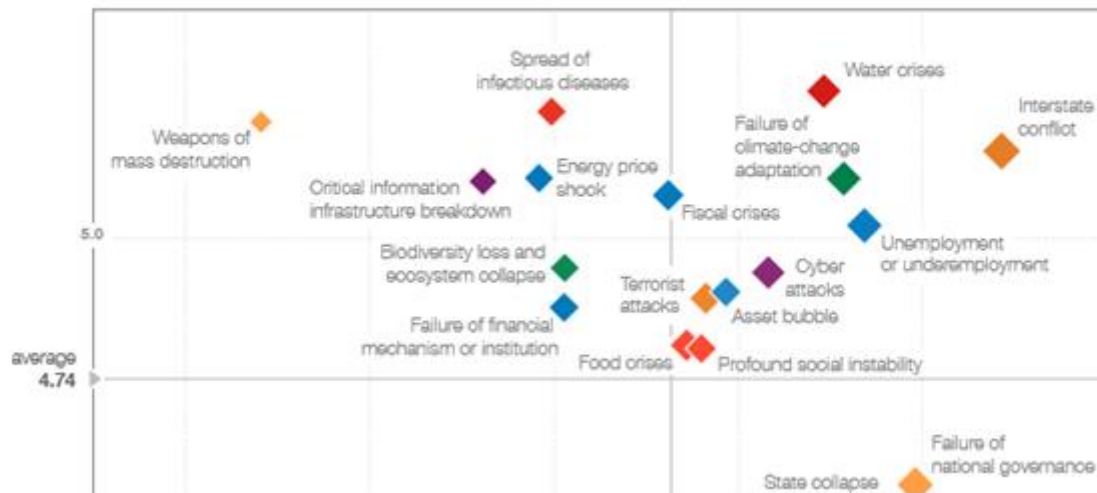 Spread of
infectious diseases
Water crises
Interstate
conflict
Weapons of
mass destruction
Failure of
climate-change
adaptation
Energy price
shock
Critical information
infrastructure breakdown
Fiscal crises
5.0
Unemployment
or underemployment
Biodiversity loss and
ecosystem collapse
Cyber
attacks
Terrorist
attacks
Asset bubble
Failure of financial
mechanism or institution
average
4.74
Food crises
Profound social instability
Failure of
national governance
State collapse